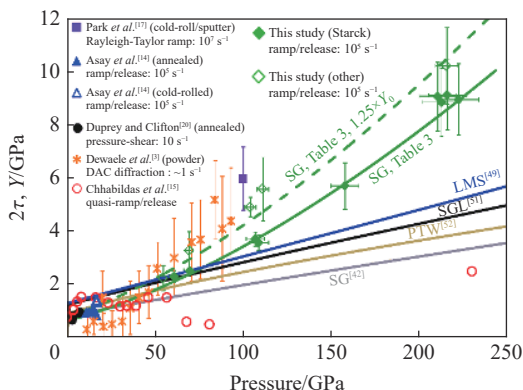 12
10
8
6
4
2
0
2τ, Y/GPa
Park et al.[17] (cold-roll/sputter)
Rayleigh-Taylor ramp: 10⁷ s⁻¹
Asay et al.[14] (annealed)
ramp/release: 10⁵ s⁻¹
Asay et al.[14] (cold-rolled)
ramp/release: 10⁵ s⁻¹
Duprey and Clifton[20] (annealed)
pressure-shear: 10 s⁻¹
Dewaele et al.[3] (powder)
DAC diffraction : ~1 s⁻¹
Chhabildas et al.[15]
quasi-ramp/release
This study (Starck)
ramp/release: 10⁵ s⁻¹
This study (other)
ramp/release: 10⁵ s⁻¹
SG, Table 3, 1.25×Y₀
SG, Table 3
LMS[49]
SGL[51]
PTW[52]
SG[42]
0 50 100 150 200 250
Pressure/GPa